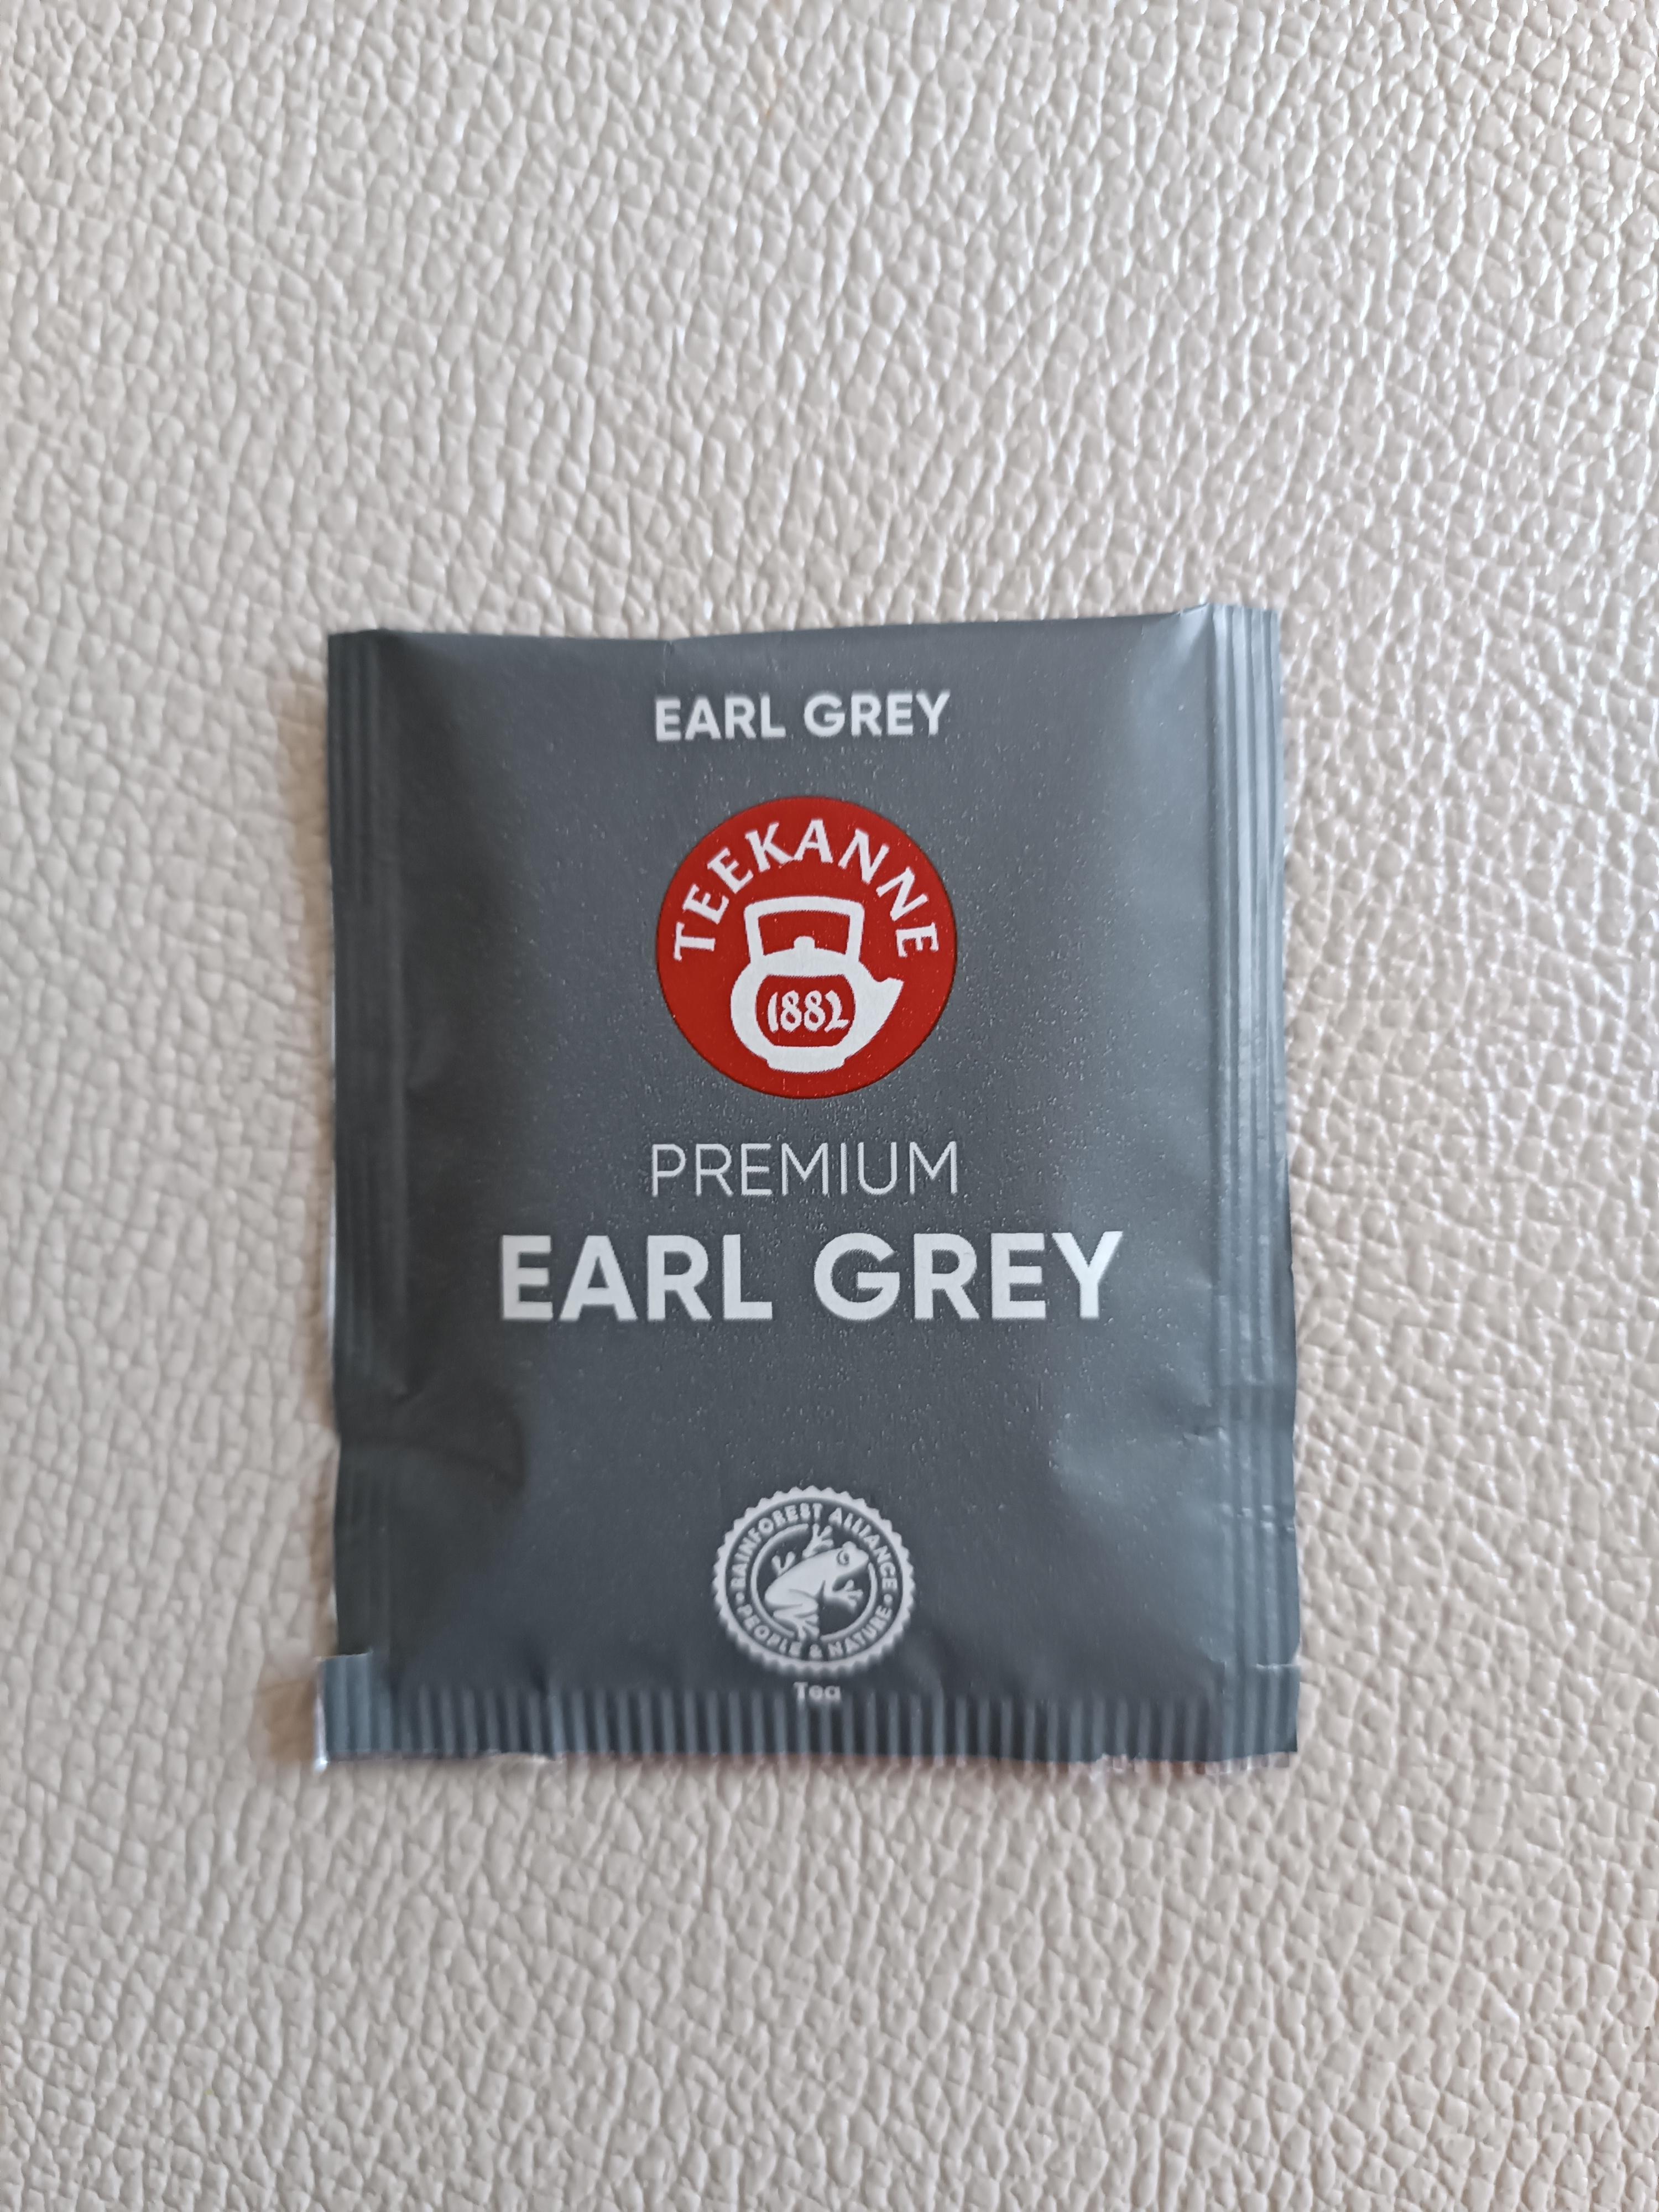 EARL GREY
TEEKANNE
1882
PREMIUM
EARL GREY
RAINFOREST ALLIANCE
PEOPLE & NATURE
Tea